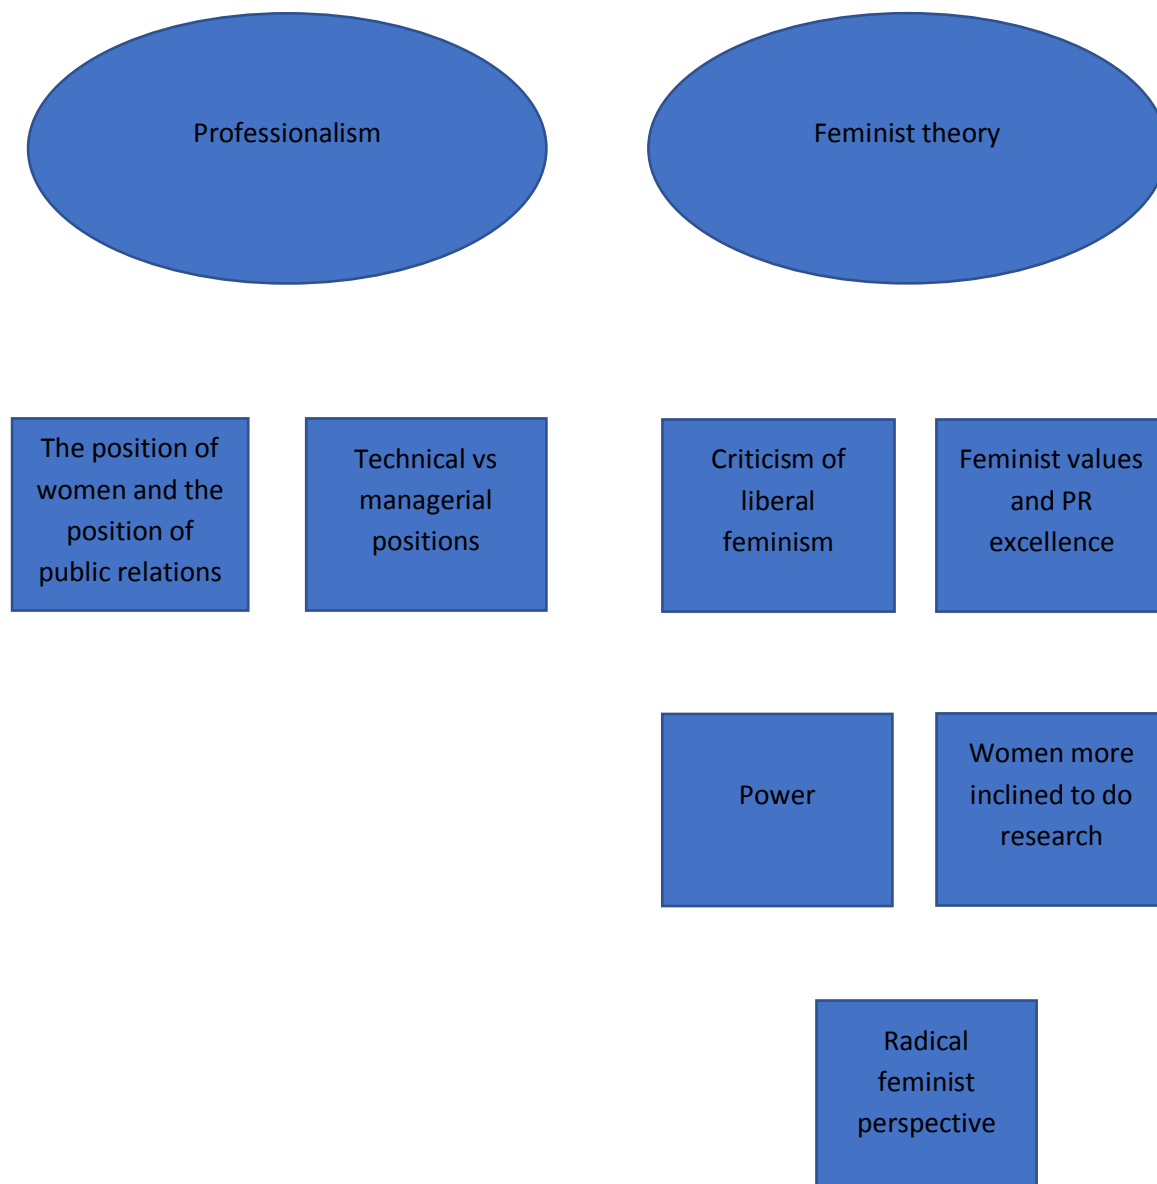 Professionalism
Feminist theory
The position of
women and the
position of
public relations
Technical vs
managerial
positions
Criticism of
liberal
feminism
Feminist values
and PR
excellence
Power
Women more
inclined to do
research
Radical
feminist
perspective